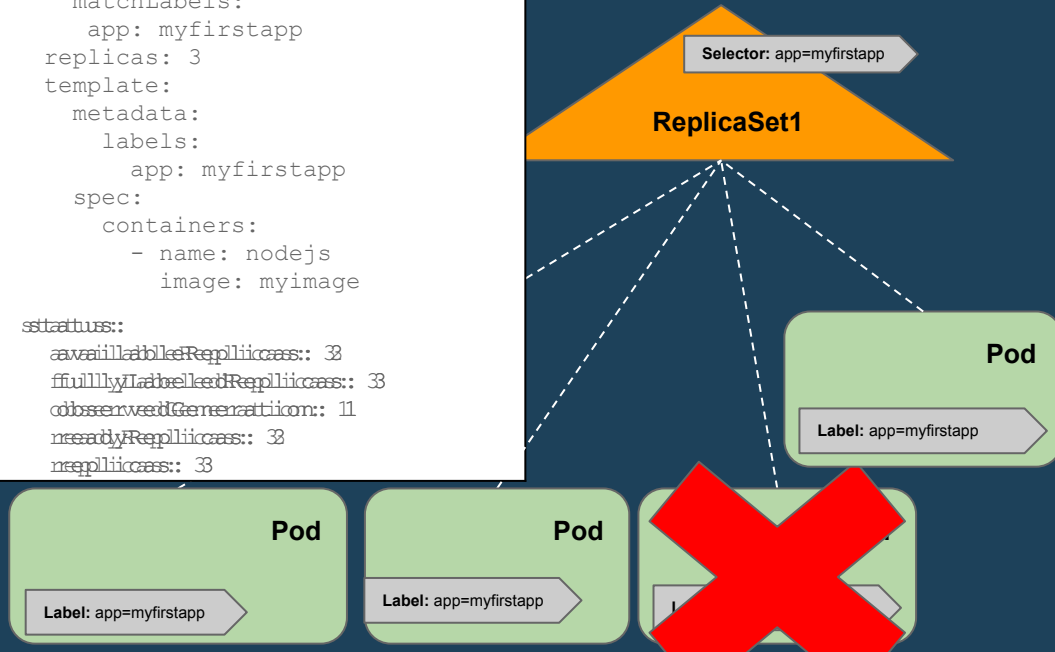 matchLabels:
app: myfirstapp
replicas: 3
template:
metadata:
labels:
app: myfirstapp
spec:
containers:
- name: nodejs
image: myimage
status:
availableReplicas:
fullyLabeledReplicas: 3
observedGeneration: 1
readyReplicas:
replicas: 3
Selector: app=myfirstapp
ReplicaSet1
Pod
Label: app=myfirstapp
Pod
Label: app=myfirstapp
Pod
Label: app=myfirstapp